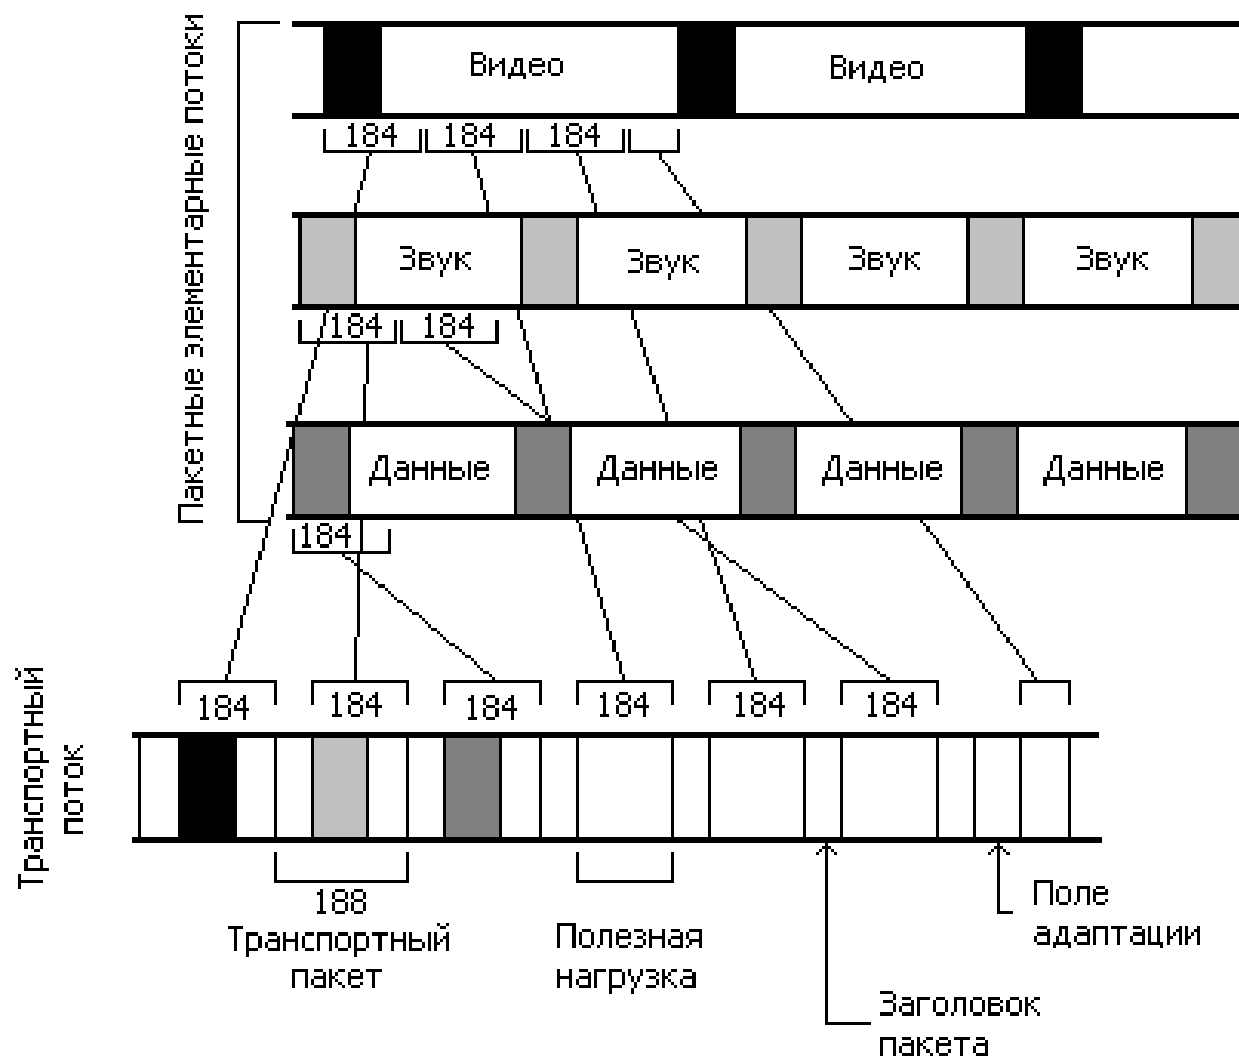 Пакетные элементарные потоки
Видео
Видео
184
184
184
Звук
Звук
Звук
Звук
184
184
Данные
Данные
Данные
Данные
184
Транспортный
поток
184
184
184
184
184
184
188
Транспортный
пакет
Полезная
нагрузка
Поле
адаптации
Заголовок
пакета